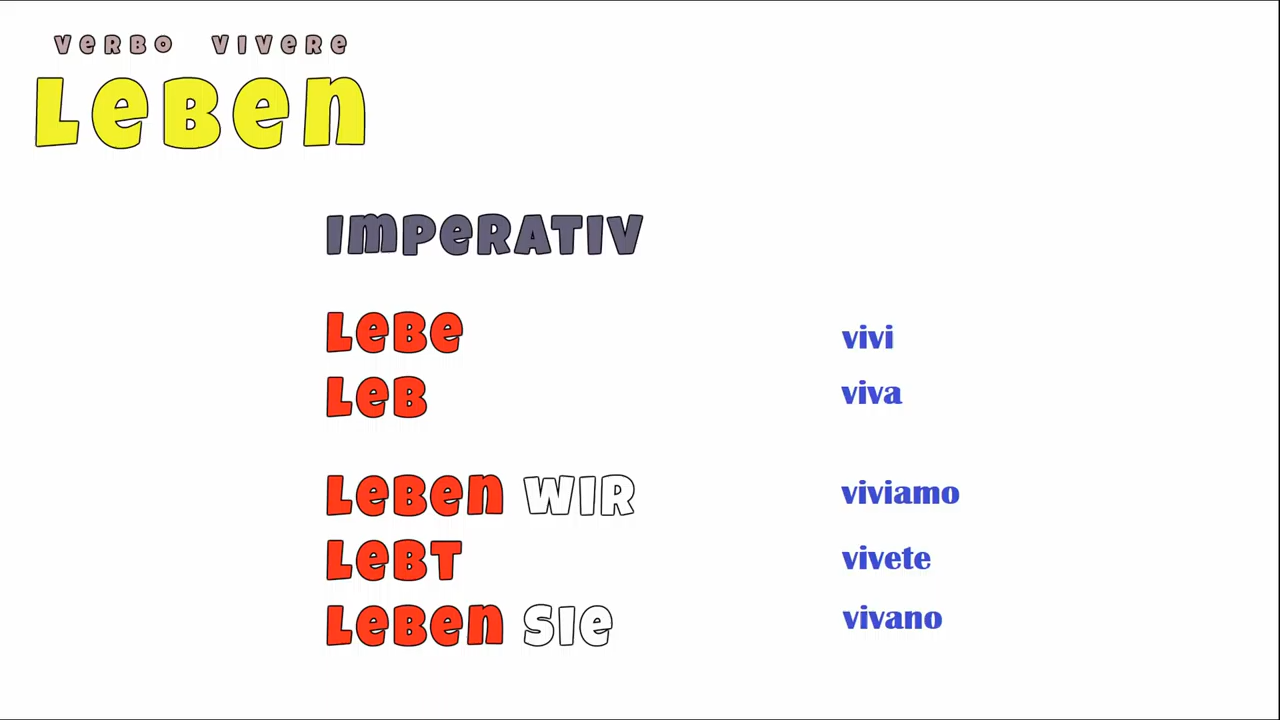 VERBO VIVERE
LEBEN
IMPERATIV
LEBE vivi
LEB viva
LEBEN WIR viviamo
LEBT vivete
LEBEN SIE vivano